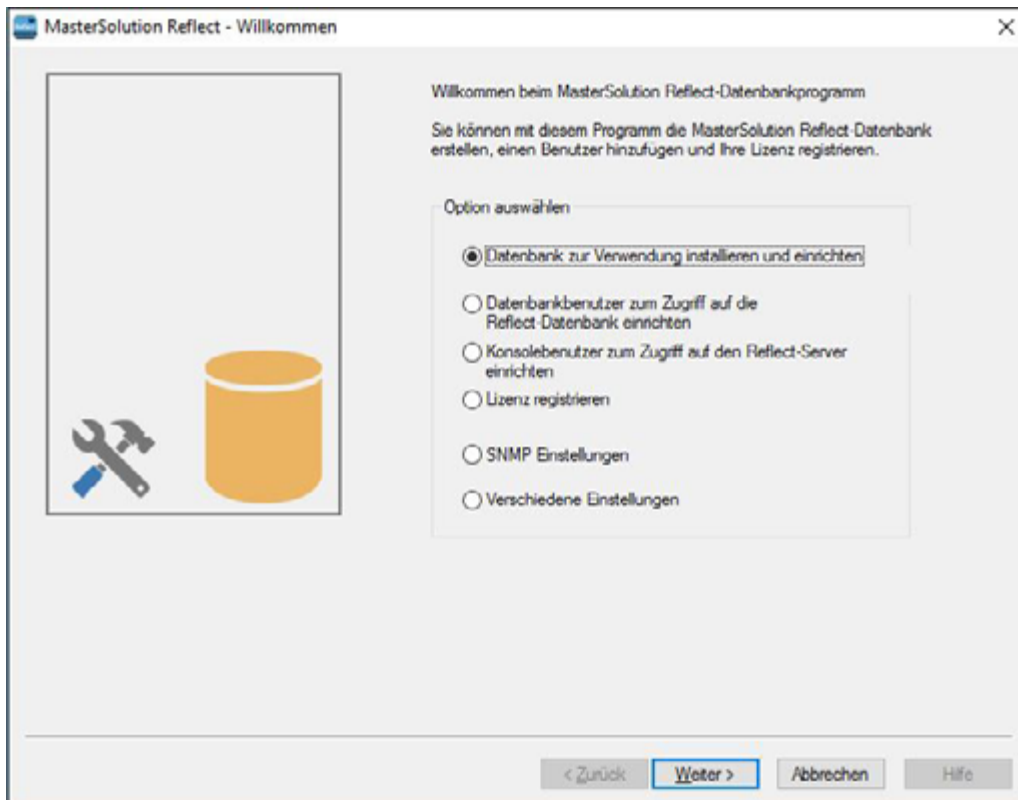 MasterSolution Reflect - Willkommen
Willkommen beim MasterSolution Reflect-Datenbankprogramm
Sie können mit diesem Programm die MasterSolution Reflect-Datenbank
erstellen, einen Benutzer hinzufügen und Ihre Lizenz registrieren.
Option auswählen
Datenbank zur Verwendung installieren und einrichten
Datenbankbenutzer zum Zugriff auf die
Reflect-Datenbank einrichten
Konsolebenutzer zum Zugriff auf den Reflect-Server
einrichten
Lizenz registrieren
SNMP Einstellungen
Verschiedene Einstellungen
< Zurück
Weiter >
Abbrechen
Hilfe